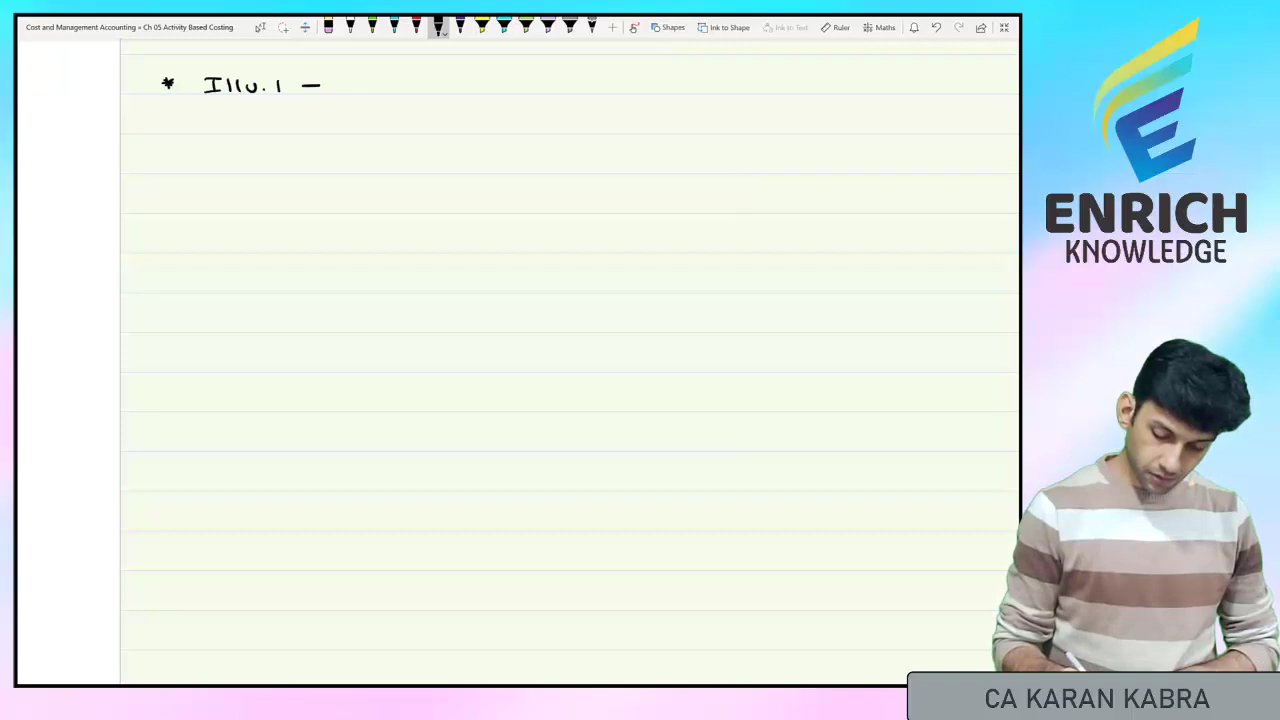 Cost and Management Accounting » Ch 05 Activity Based Costing
Shapes
Ink to Shape
Ink to Text
Ruler
Maths
* Illu. 1 –
ENRICH
KNOWLEDGE
CA KARAN KABRA